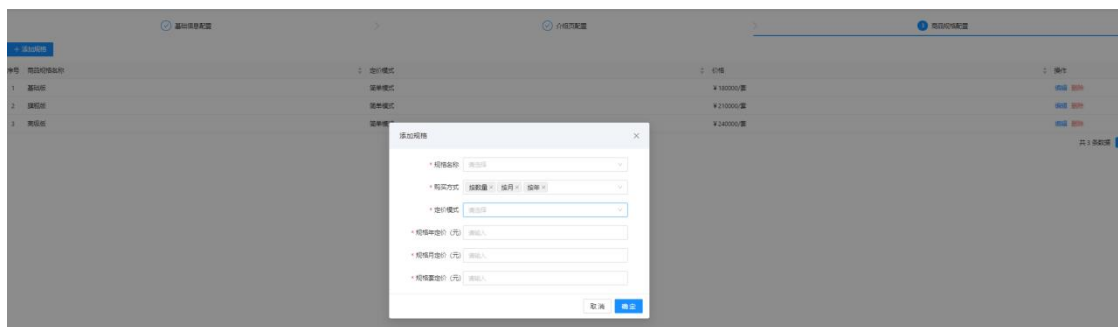 基础信息配置
介绍页配置
3 商品规格配置
+ 添加规格
序号 商品规格名称 定价模式 价格 操作
1 基础版 简单模式 ¥180000/套 编辑 删除
2 旗舰版 简单模式 ¥210000/套 编辑 删除
3 高级版 简单模式 ¥240000/套 编辑 删除
共 3 条数据
添加规格
* 规格名称 请选择
* 购买方式 按数量 × 按月 × 按年 ×
* 定价模式 请选择
* 规格年定价（元） 请输入
* 规格月定价（元） 请输入
* 规格套定价（元） 请输入
取消 确定